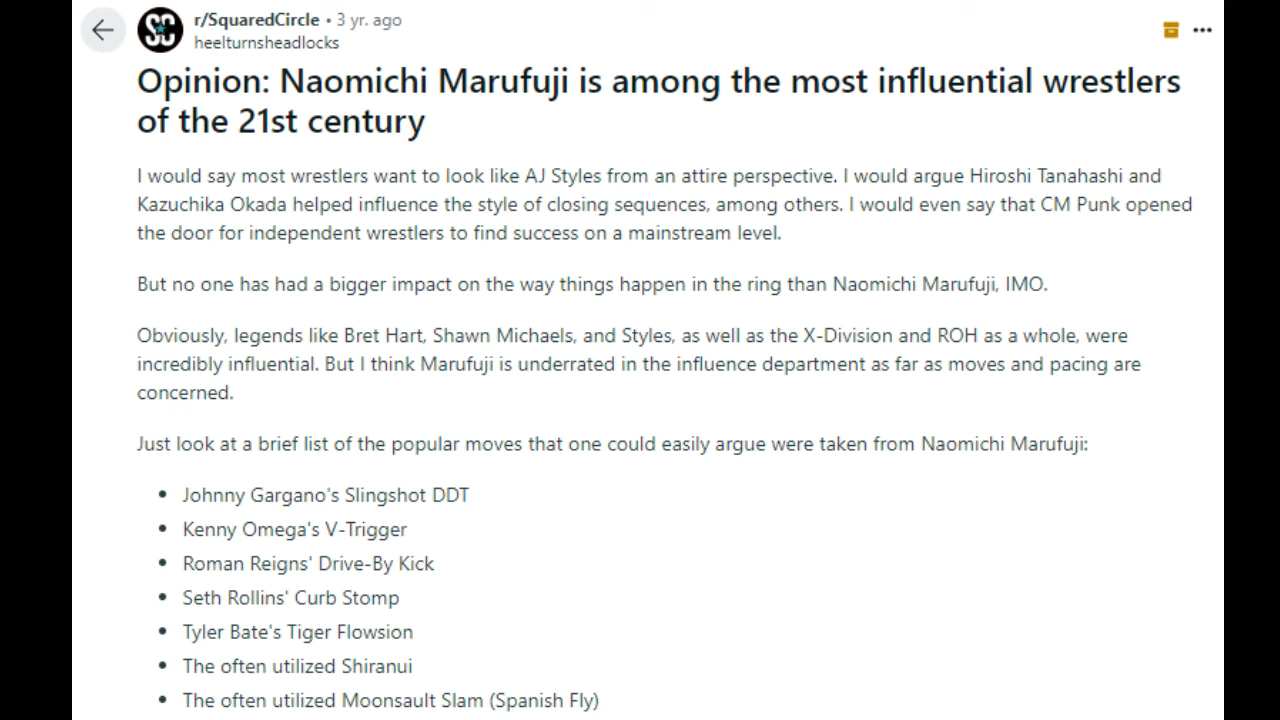 r/SquaredCircle • 3 yr. ago
heelturnsheadlocks
Opinion: Naomichi Marufuji is among the most influential wrestlers
of the 21st century
I would say most wrestlers want to look like AJ Styles from an attire perspective. I would argue Hiroshi Tanahashi and
Kazuchika Okada helped influence the style of closing sequences, among others. I would even say that CM Punk opened
the door for independent wrestlers to find success on a mainstream level.
But no one has had a bigger impact on the way things happen in the ring than Naomichi Marufuji, IMO.
Obviously, legends like Bret Hart, Shawn Michaels, and Styles, as well as the X-Division and ROH as a whole, were
incredibly influential. But I think Marufuji is underrated in the influence department as far as moves and pacing are
concerned.
Just look at a brief list of the popular moves that one could easily argue were taken from Naomichi Marufuji:
• Johnny Gargano's Slingshot DDT
• Kenny Omega's V-Trigger
• Roman Reigns' Drive-By Kick
• Seth Rollins' Curb Stomp
• Tyler Bate's Tiger Flowsion
• The often utilized Shiranui
• The often utilized Moonsault Slam (Spanish Fly)